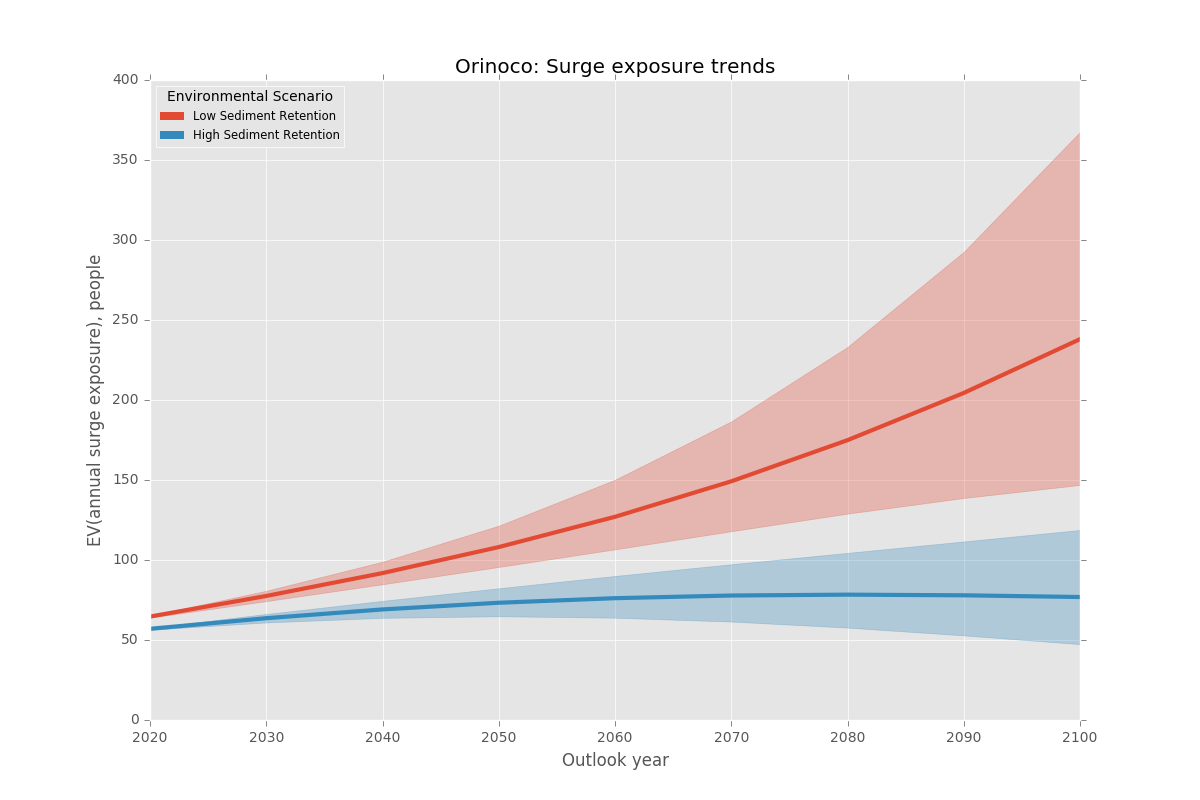 Orinoco: Surge exposure trends
Environmental Scenario
Low Sediment Retention
High Sediment Retention
EV(annual surge exposure), people
400
350
300
250
200
150
100
50
0
2020 2030 2040 2050 2060 2070 2080 2090 2100
Outlook year